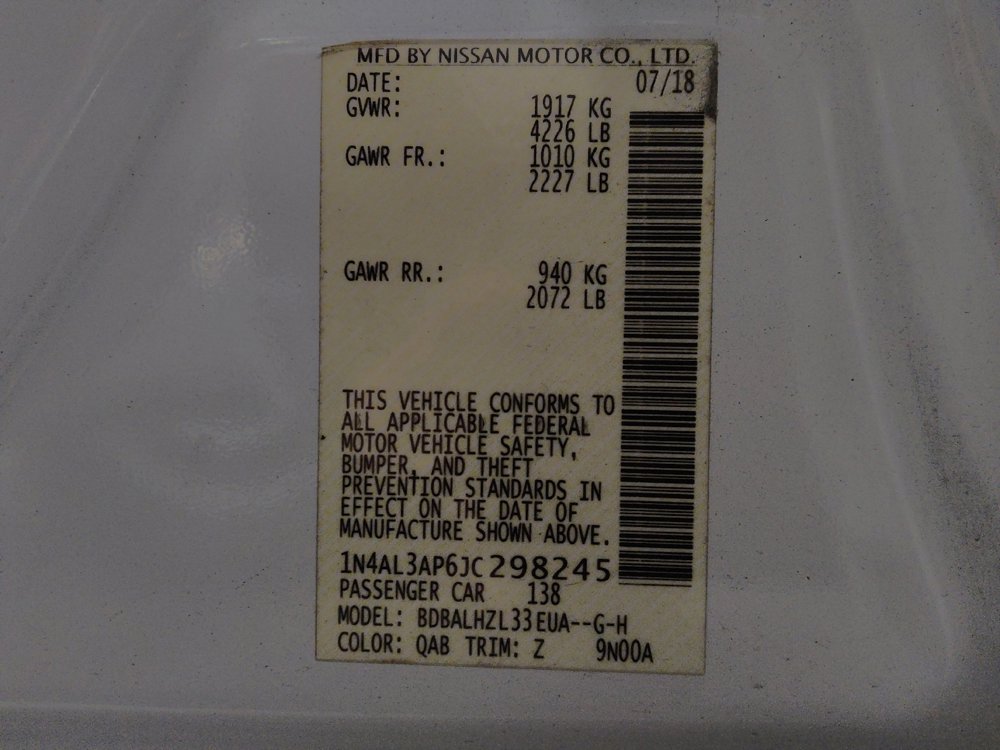 MFD BY NISSAN MOTOR CO., LTD.
DATE: 07/18
GVWR: 1917 KG
4226 LB
GAWR FR.: 1010 KG
2227 LB
GAWR RR.: 940 KG
2072 LB
THIS VEHICLE CONFORMS TO
ALL APPLICABLE FEDERAL
MOTOR VEHICLE SAFETY,
BUMPER, AND THEFT
PREVENTION STANDARDS IN
EFFECT ON THE DATE OF
MANUFACTURE SHOWN ABOVE.
1N4AL3AP6JC298245
PASSENGER CAR 138
MODEL: BDBALHZL33EUA--G-H
COLOR: QAB TRIM: Z 9N00A